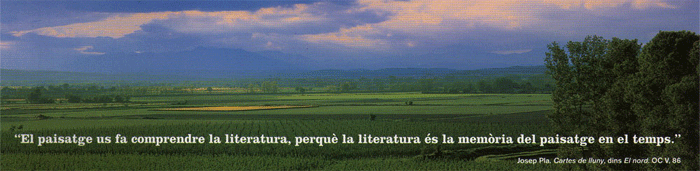 “El paisatge us fa comprendre la literatura, perquè la literatura és la memòria del paisatge en el temps.”
Josep Pla. Cartes de lluny, dins El nord. OC V, 86